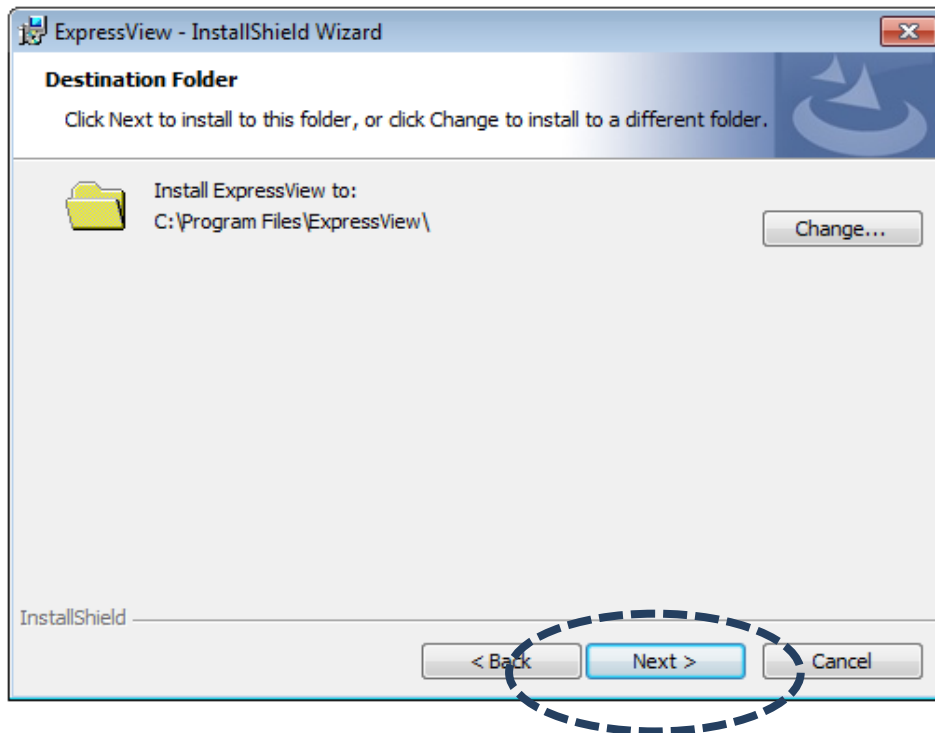 ExpressView - InstallShield Wizard
Destination Folder
Click Next to install to this folder, or click Change to install to a different folder.
Install ExpressView to:
C:\Program Files\ExpressView\
Change...
InstallShield
< Back
Next >
Cancel